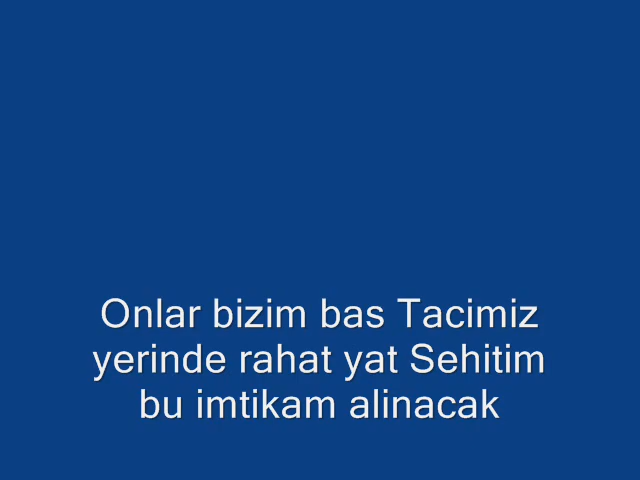 Onlar bizim bas Tacimiz
yerinde rahat yat Sehitim
bu imtikam alinacak